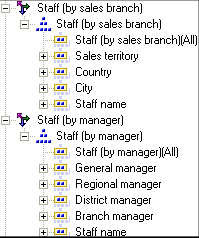 Staff (by sales branch)
Staff (by sales branch)
Staff (by sales branch)(All)
Sales territory
Country
City
Staff name
Staff (by manager)
Staff (by manager)
Staff (by manager)(All)
General manager
Regional manager
District manager
Branch manager
Staff name